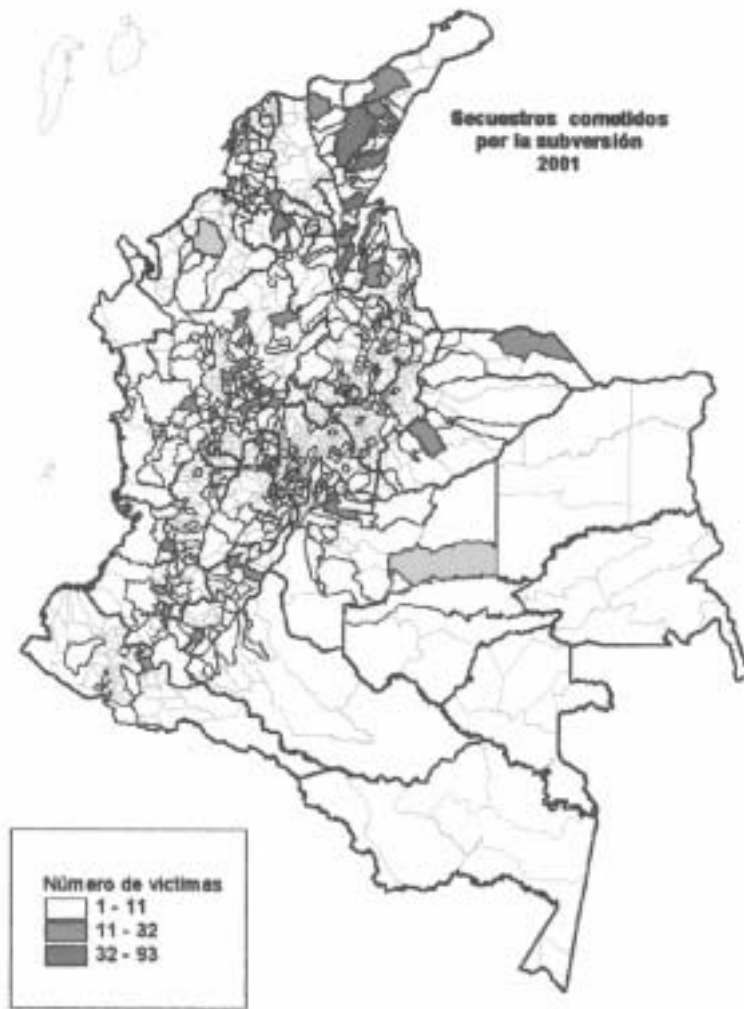 Secuestros cometidos
por la subversión
2001
Número de victimas
1 - 11
11 - 32
32 - 93